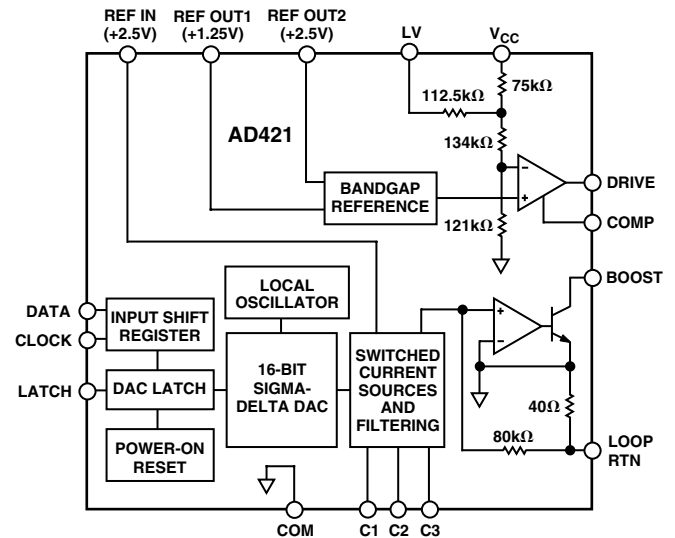 REF IN
(+2.5V)
REF OUT1
(+1.25V)
REF OUT2
(+2.5V)
LV
VCC
75kΩ
112.5kΩ
AD421
134kΩ
BANDGAP
REFERENCE
–
+
121kΩ
DRIVE
COMP
BOOST
LOCAL
OSCILLATOR
DATA
CLOCK
LATCH
INPUT SHIFT
REGISTER
DAC LATCH
POWER-ON
RESET
16-BIT
SIGMA-
DELTA DAC
SWITCHED
CURRENT
SOURCES
AND
FILTERING
+
–
40Ω
80kΩ
LOOP
RTN
COM
C1
C2
C3